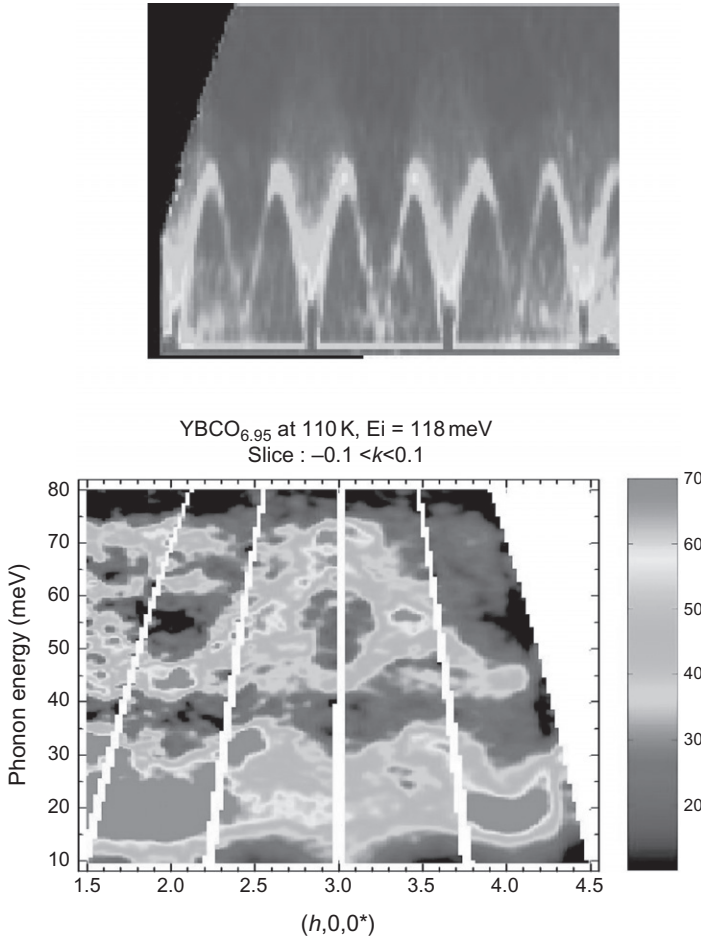 YBCO6.95 at 110 K, Ei = 118 meV
Slice : –0.1 <k<0.1
80
70
60
50
40
30
20
10
Phonon energy (meV)
1.5 2.0 2.5 3.0 3.5 4.0 4.5
(h,0,0*)
70
60
50
40
30
20